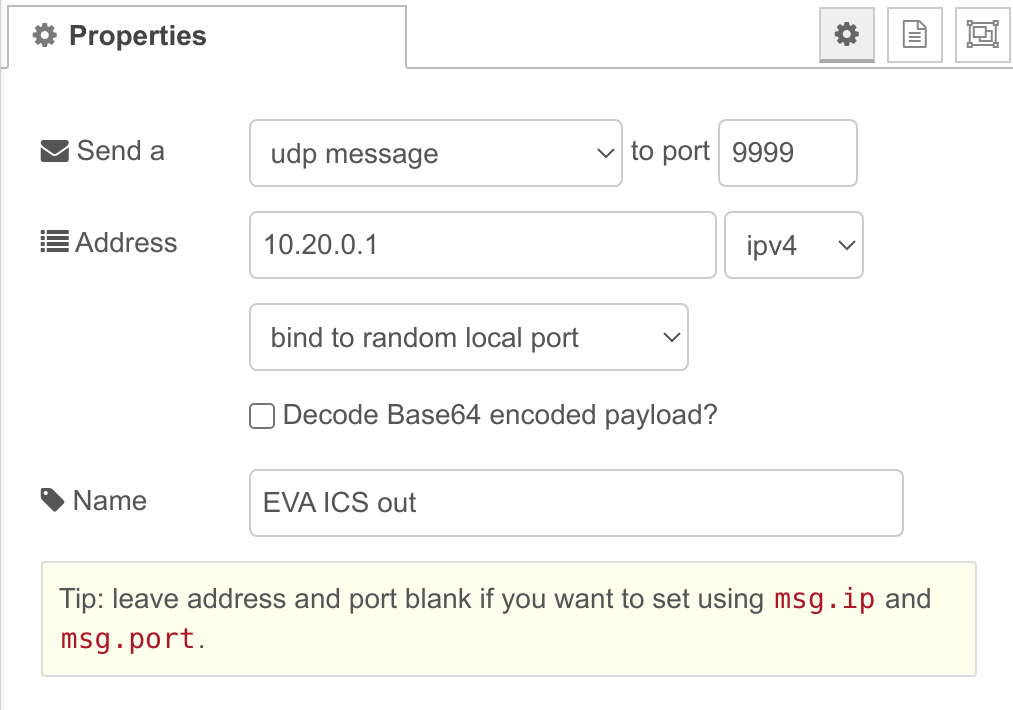 Properties
Send a udp message to port 9999
Address 10.20.0.1 ipv4
bind to random local port
Decode Base64 encoded payload?
Name EVA ICS out
Tip: leave address and port blank if you want to set using msg.ip and
msg.port.